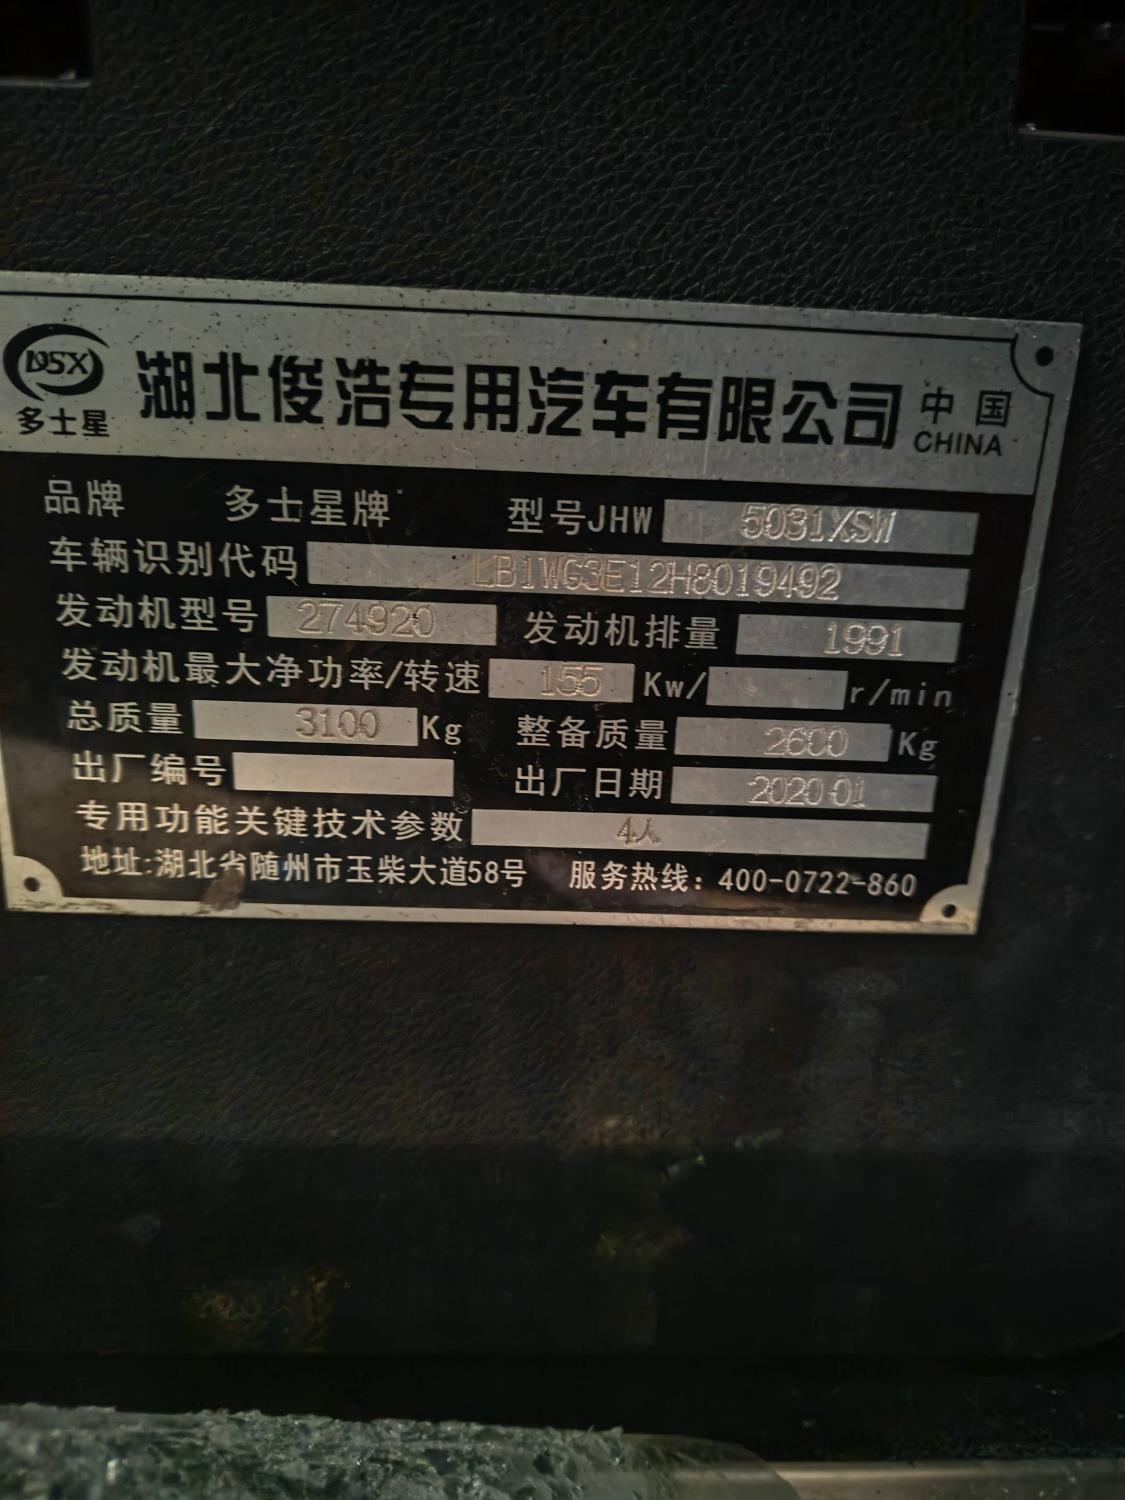 DSX
多士星
湖北俊浩专用汽车有限公司 中国
CHINA
品牌 多士星牌 型号JHW 5031XSW
车辆识别代码 LB1WG3E12H8019492
发动机型号 274920 发动机排量 1991
发动机最大净功率/转速 155 Kw/ r/min
总质量 3100 Kg 整备质量 2600 Kg
出厂编号 出厂日期 2020 01
专用功能关键技术参数 4人
地址:湖北省随州市玉柴大道58号 服务热线:400-0722-860